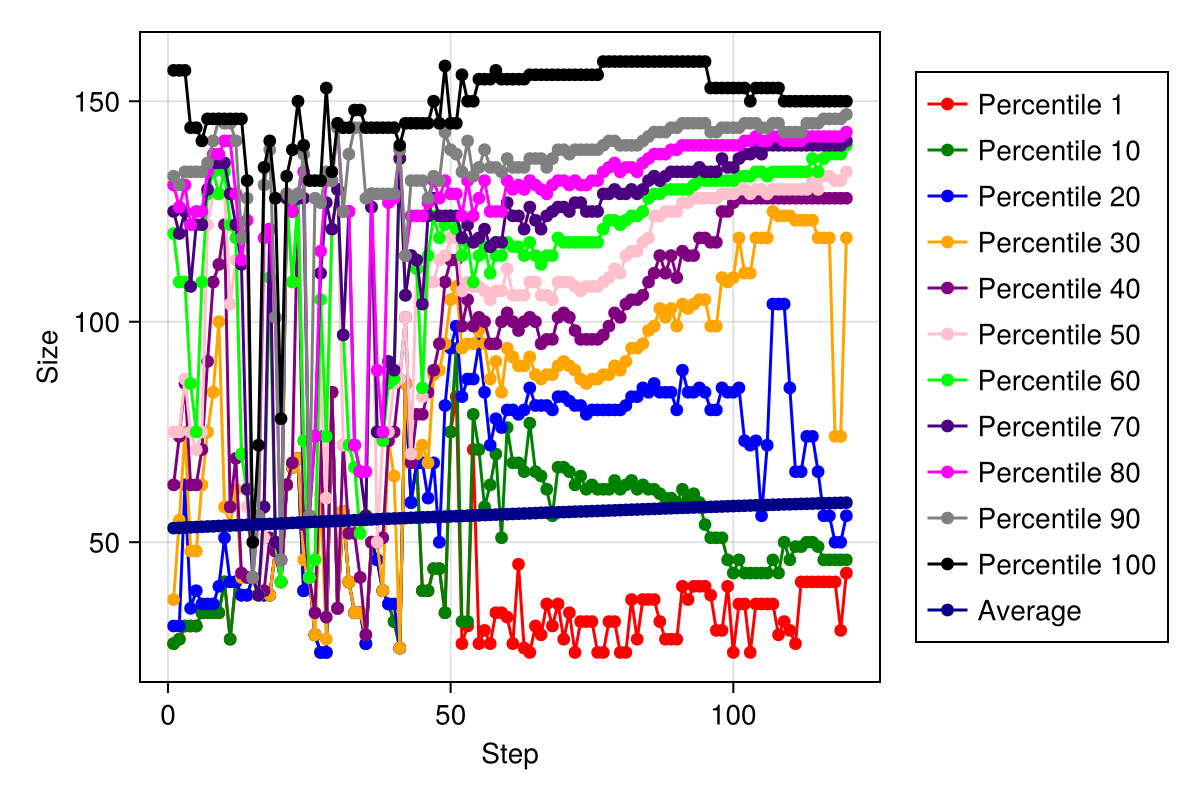 150
100
50
Size
0
50
100
Step
Percentile 1
Percentile 10
Percentile 20
Percentile 30
Percentile 40
Percentile 50
Percentile 60
Percentile 70
Percentile 80
Percentile 90
Percentile 100
Average